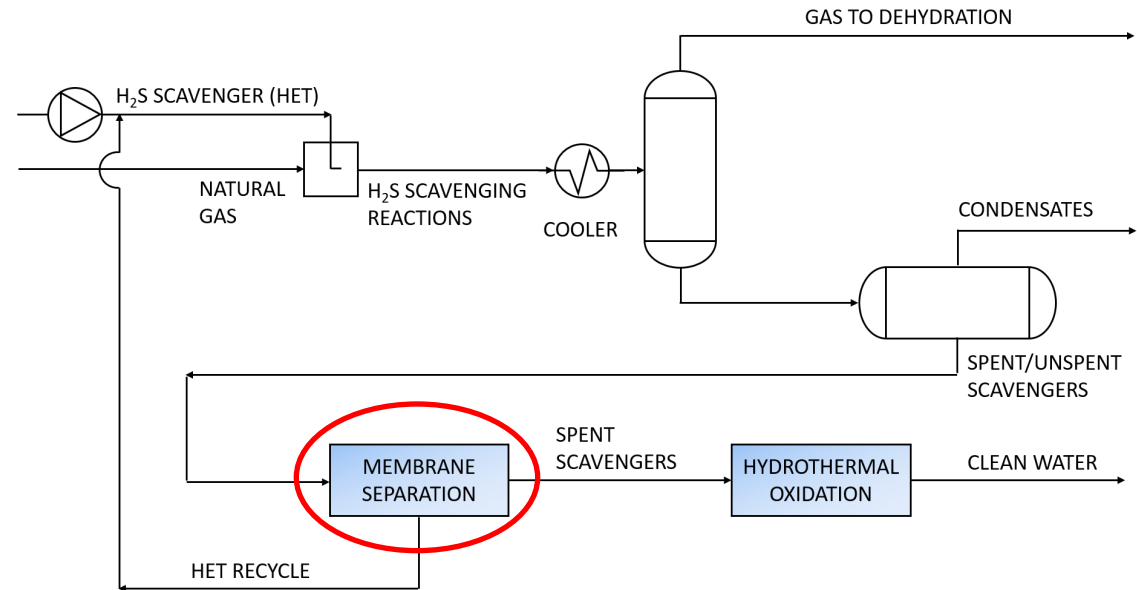 GAS TO DEHYDRATION
H₂S SCAVENGER (HET)
NATURAL
GAS
H₂S SCAVENGING
REACTIONS
COOLER
CONDENSATES
SPENT/UNSPENT
SCAVENGERS
MEMBRANE
SEPARATION
SPENT
SCAVENGERS
HYDROTHERMAL
OXIDATION
CLEAN WATER
HET RECYCLE